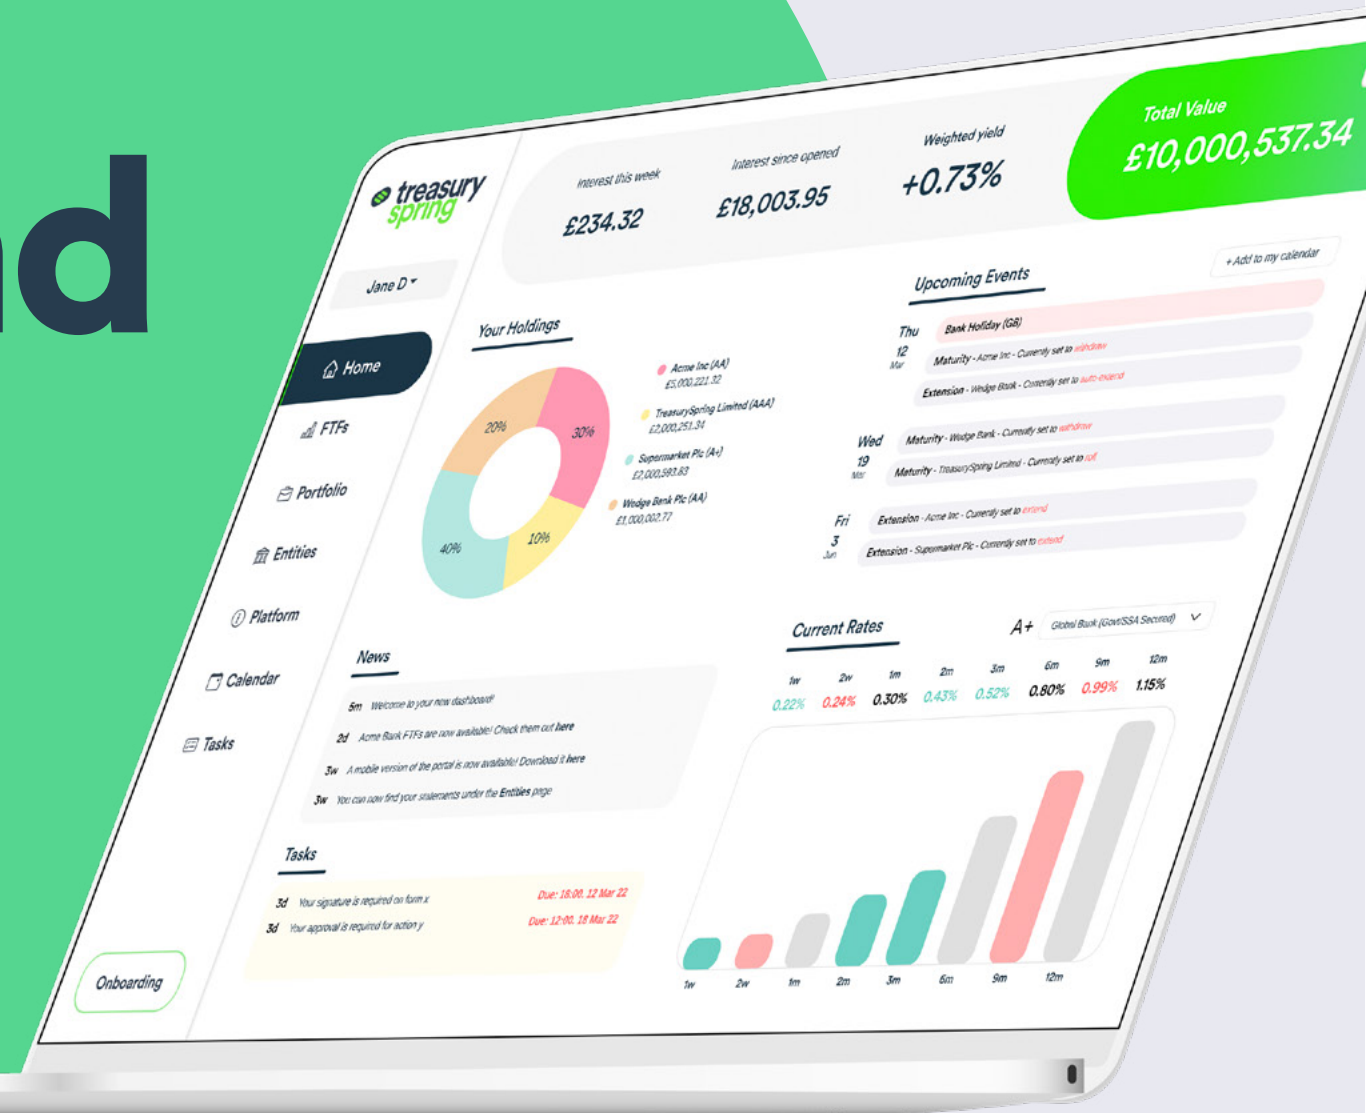 nd
treasury
spring
Jane D
Home
FTFs
Portfolio
Entities
Platform
Calendar
Tasks
Onboarding
Interest this week
£234.32
Interest since opened
£18,003.95
Weighted yield
+0.73%
Total Value
£10,000,537.34
Your Holdings
20%
30%
40%
10%
Acme Inc (AA)
£5,000,221.32
TreasurySpring Limited (AAA)
£2,000,251.34
Supermarket Plc (A+)
£2,000,593.83
Wedge Bank Plc (AA)
£1,000,002.77
Upcoming Events
+ Add to my calendar
Thu
12
Mar
Bank Holiday (GB)
Maturity - Acme Inc - Currently set to withdraw
Extension - Wedge Bank - Currently set to auto-extend
Wed
19
Mar
Maturity - Wedge Bank - Currently set to withdraw
Maturity - TreasurySpring Limited - Currently set to roll
Fri
3
Jun
Extension - Acme Inc - Currently set to extend
Extension - Supermarket Plc - Currently set to extend
News
5m Welcome to your new dashboard!
2d Acme Bank FTFs are now available! Check them out here
3w A mobile version of the portal is now available! Download it here
3w You can now find your statements under the Entities page
Tasks
3d Your signature is required on form x Due: 16:00, 12 Mar 22
3d Your approval is required for action y Due: 12:00, 18 Mar 22
Current Rates
A+ Global Bank (Govt/SSA Secured)
1w 2w 1m 2m 3m 6m 9m 12m
0.22% 0.24% 0.30% 0.43% 0.52% 0.80% 0.99% 1.15%
1w 2w 1m 2m 3m 6m 9m 12m